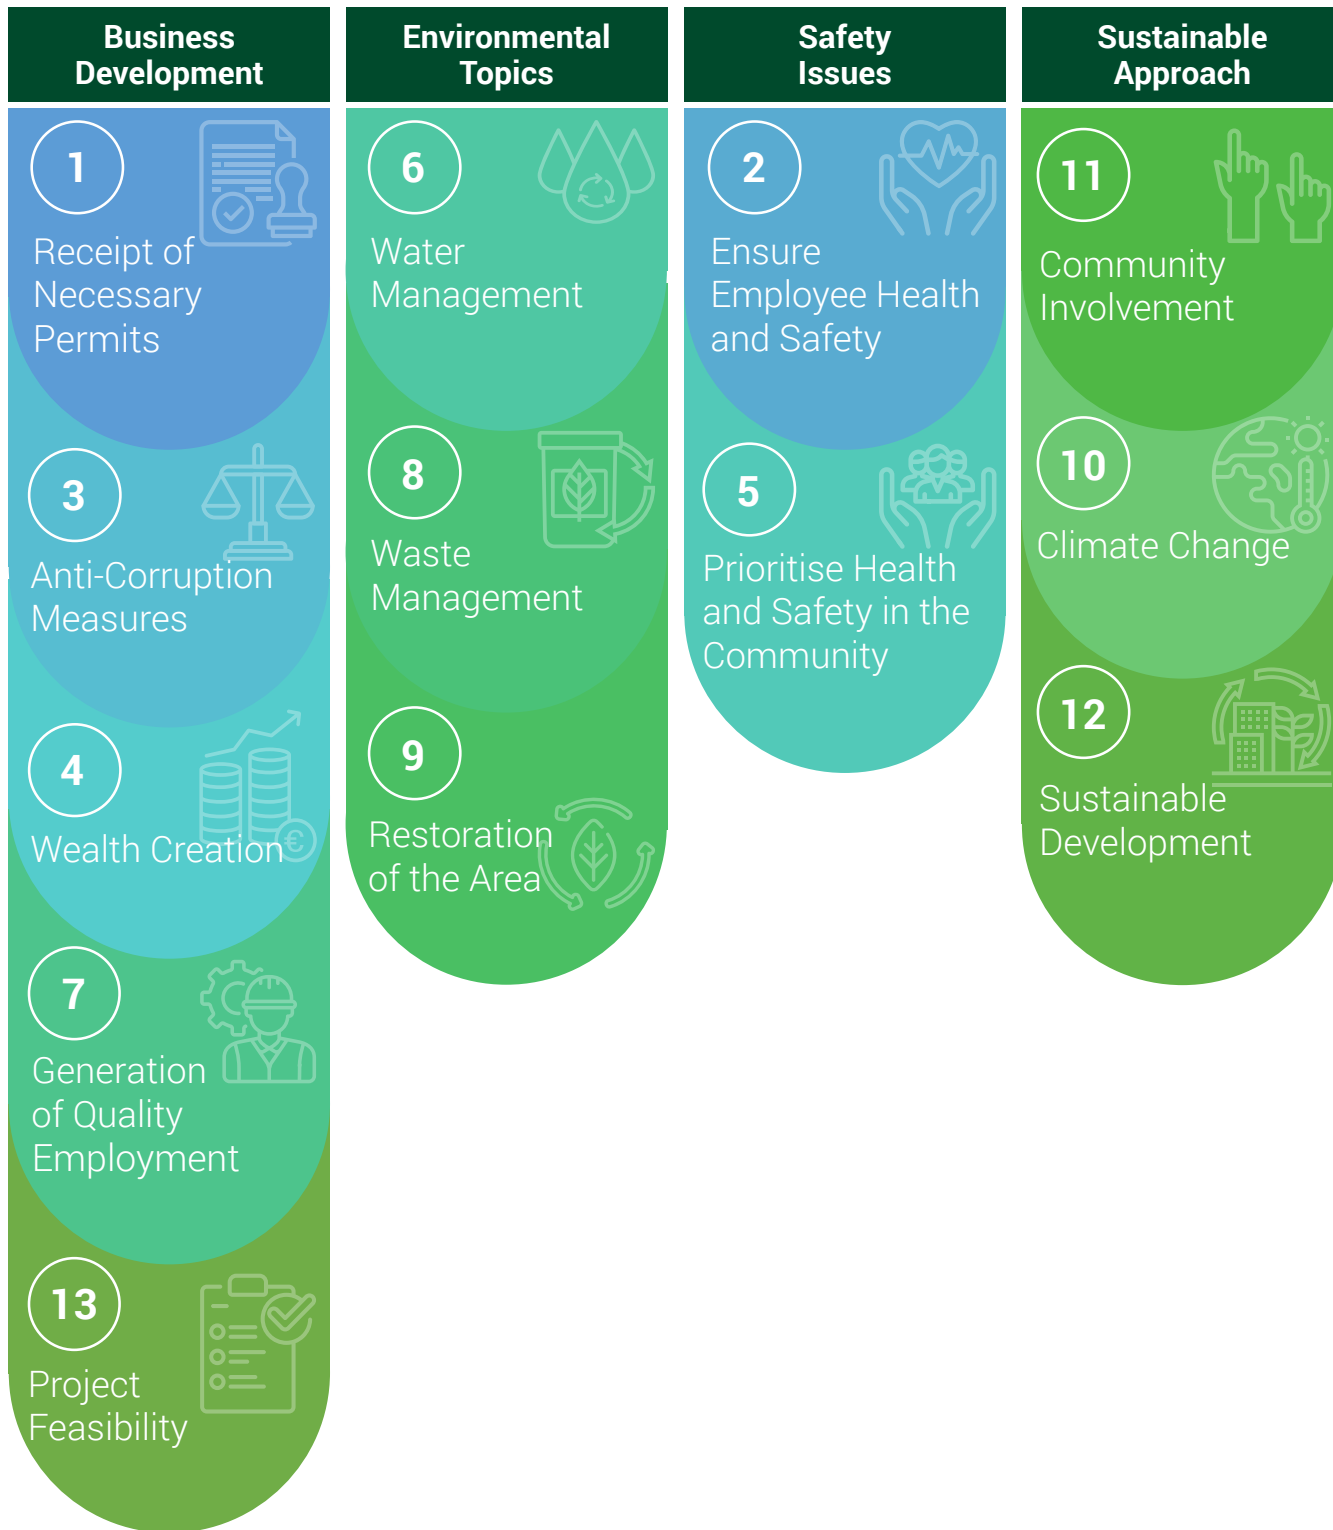 Business
Development
1
Receipt of
Necessary
Permits
3
Anti-Corruption
Measures
4
Wealth Creation
€
7
Generation
of Quality
Employment
13
Project
Feasibility
Environmental
Topics
6
Water
Management
8
Waste
Management
9
Restoration
of the Area
Safety
Issues
2
Ensure
Employee Health
and Safety
5
Prioritise Health
and Safety in the
Community
Sustainable
Approach
11
Community
Involvement
10
Climate Change
12
Sustainable
Development